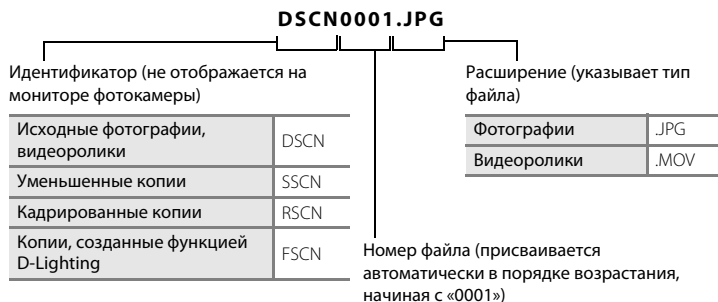 DSCN0001.JPG
Идентификатор (не отображается на
мониторе фотокамеры)
Исходные фотографии,
видеоролики
DSCN
Уменьшенные копии
SSCN
Кадрированные копии
RSCN
Копии, созданные функцией
D-Lighting
FSCN
Расширение (указывает тип
файла)
Фотографии
.JPG
Видеоролики
.MOV
Номер файла (присваивается
автоматически в порядке возрастания,
начиная с «0001»)